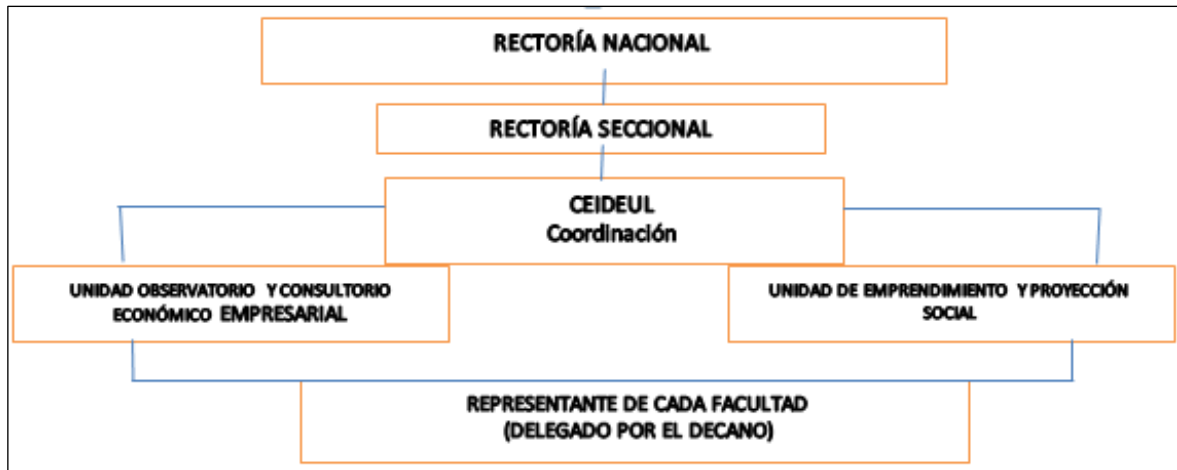 RECTORÍA NACIONAL
RECTORÍA SECCIONAL
CEIDEUL
Coordinación
UNIDAD OBSERVATORIO Y CONSULTORIO
ECONÓMICO EMPRESARIAL
UNIDAD DE EMPRENDIMIENTO Y PROYECCIÓN
SOCIAL
REPRESENTANTE DE CADA FACULTAD
(DELEGADO POR EL DECANO)